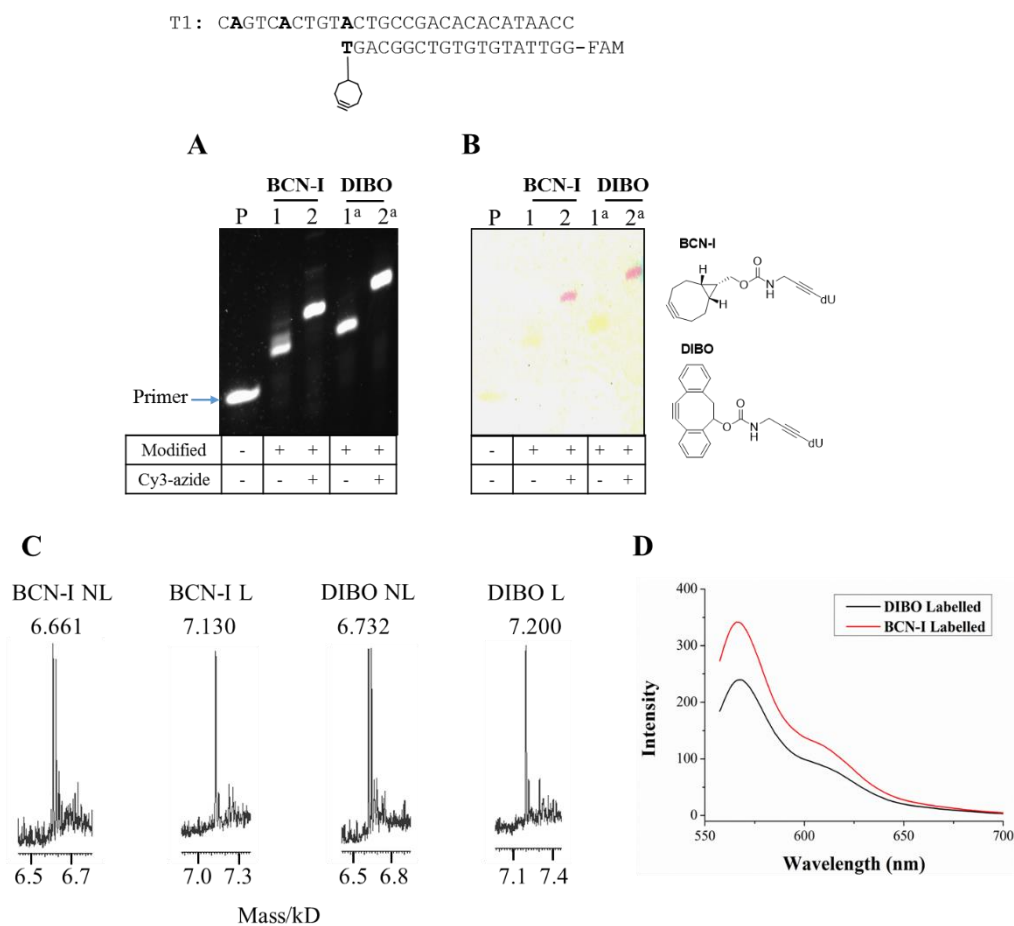 T1: CAGTCACTGTACTGCCGACACACATAACC
TGACGGCTGTGTGTATTGG-FAM
A
BCN-I DIBO
P 1 2 1ᵃ 2ᵃ
Primer
Modified - + + + +
Cy3-azide - - + - +
B
BCN-I DIBO
P 1 2 1ᵃ 2ᵃ
- + + + +
- - + - +
BCN-I
H
H
O
O
N
H
dU
DIBO
O
O
N
H
dU
C
BCN-I NL BCN-I L DIBO NL DIBO L
6.661 7.130 6.732 7.200
6.5 6.7 7.0 7.3 6.5 6.8 7.1 7.4
Mass/kD
D
400
300
200
100
0
Intensity
DIBO Labelled
BCN-I Labelled
550 600 650 700
Wavelength (nm)